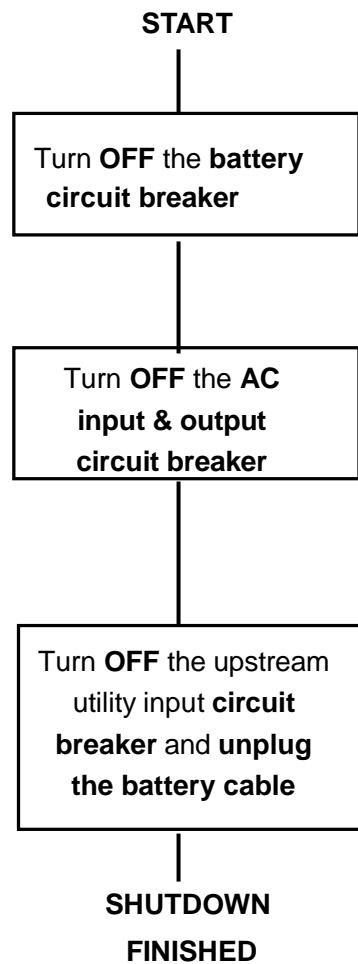 START
Turn OFF the battery
circuit breaker
Turn OFF the AC
input & output
circuit breaker
Turn OFF the upstream
utility input circuit
breaker and unplug
the battery cable
SHUTDOWN
FINISHED